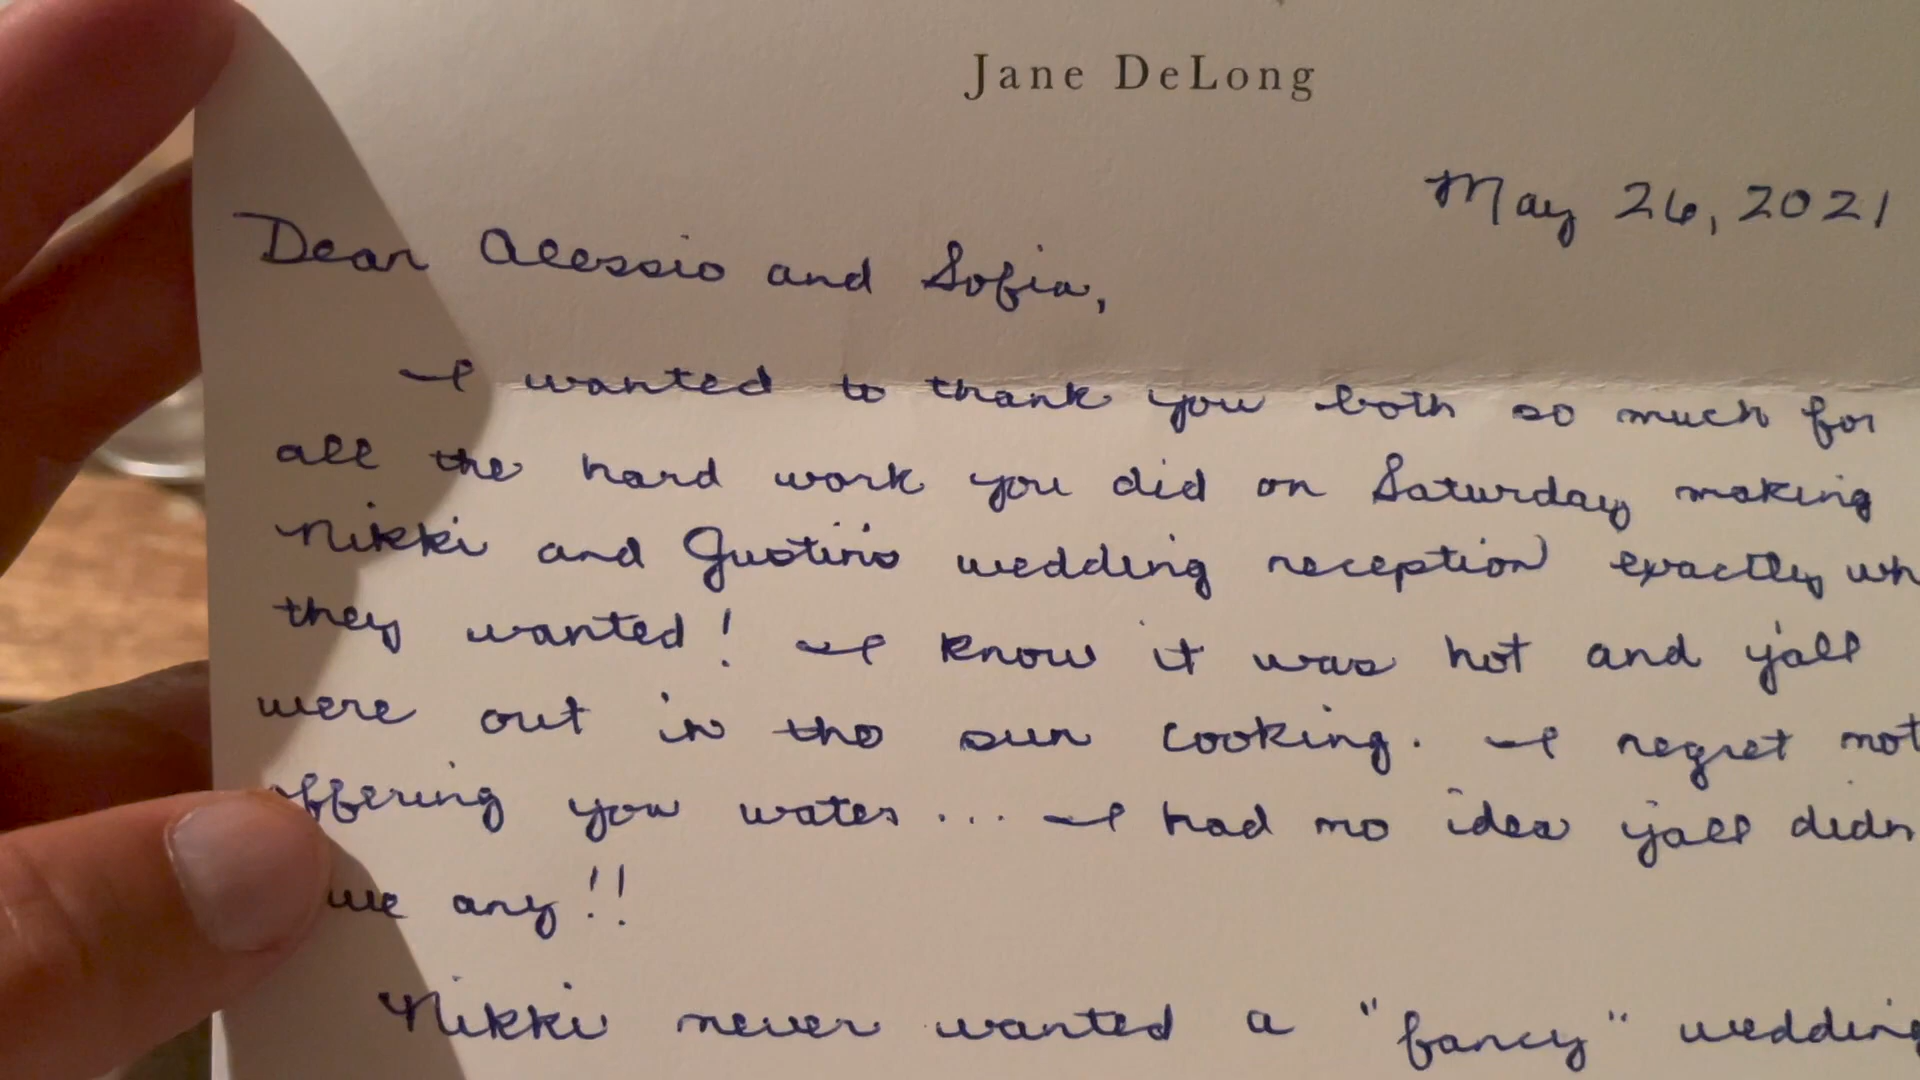 Jane DeLong
May 26, 2021
Dear Alessio and Sofia,
I wanted to thank you both so much for
all the hard work you did on Saturday making
Nikki and Justin's wedding reception exactly wh
they wanted! I know it was hot and y'all
were out in the sun cooking. I regret not
offering you water... I had no idea y'all didn
any!!
Nikki never wanted a "fancy" wedding